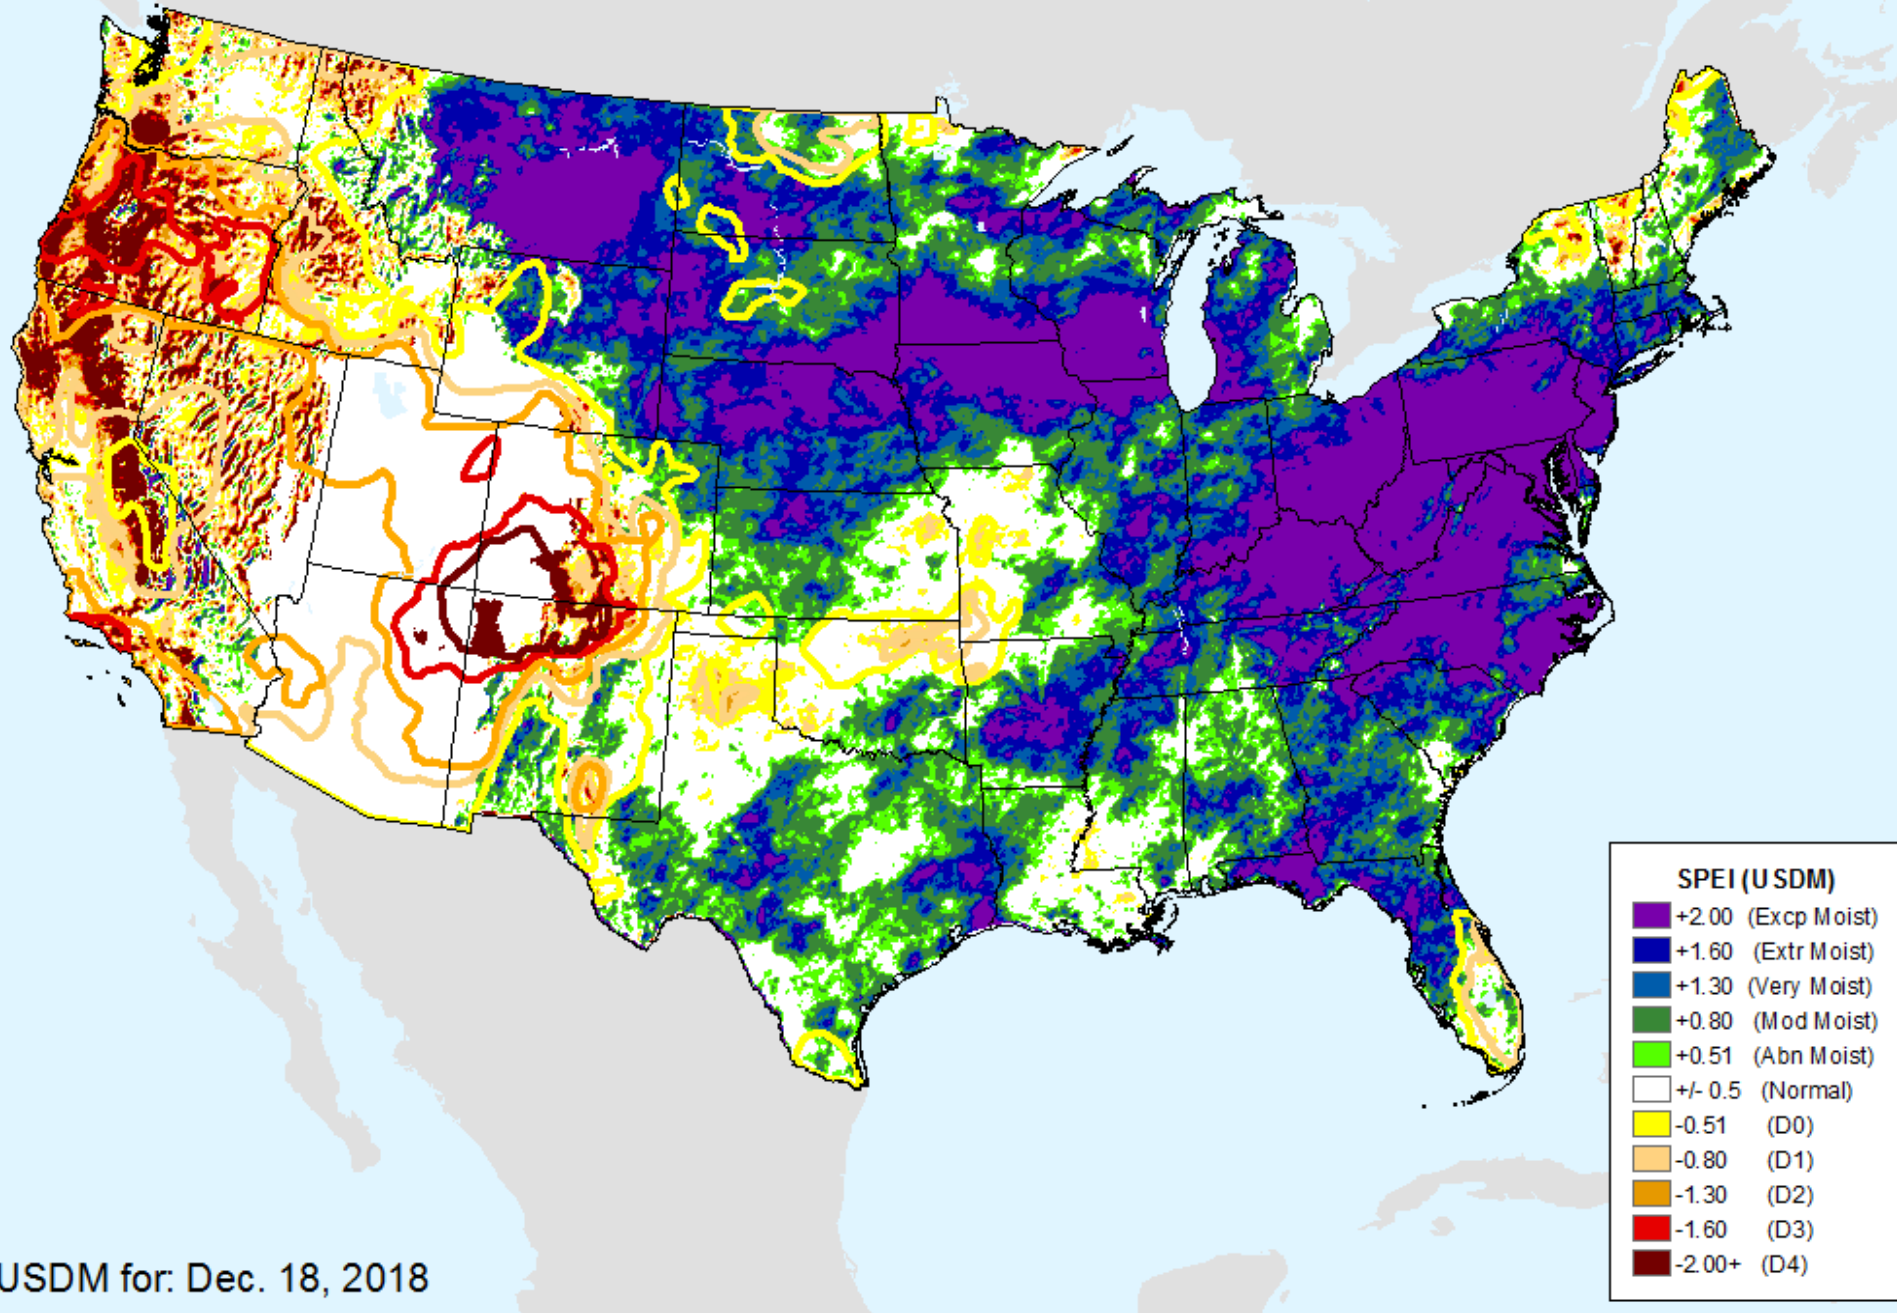 SPEI (USDM)
+2.00 (Excp Moist)
+1.60 (Extr Moist)
+1.30 (Very Moist)
+0.80 (Mod Moist)
+0.51 (Abn Moist)
+/- 0.5 (Normal)
-0.51 (D0)
-0.80 (D1)
-1.30 (D2)
-1.60 (D3)
-2.00+ (D4)
USDM for: Dec. 18, 2018